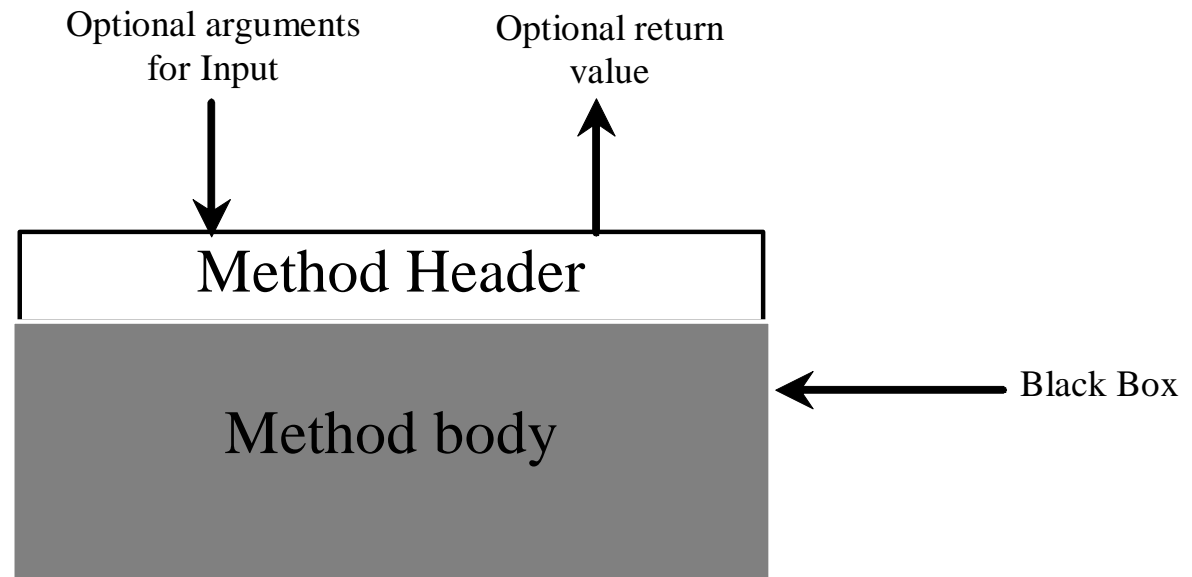 Optional arguments
for Input
Optional return
value
Method Header
Black Box
Method body